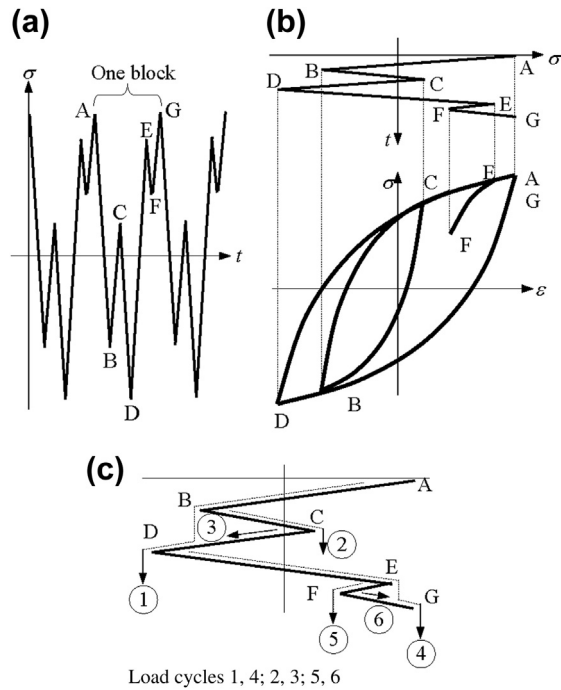 (a)
σ
One block
A
G
E
F
C
t
B
D
(b)
σ
A
B
C
D
E
F
G
t
σ
C
E
A
G
F
ε
B
D
(c)
A
B
3
C
2
D
E
F
G
1
6
5
4
Load cycles 1, 4; 2, 3; 5, 6